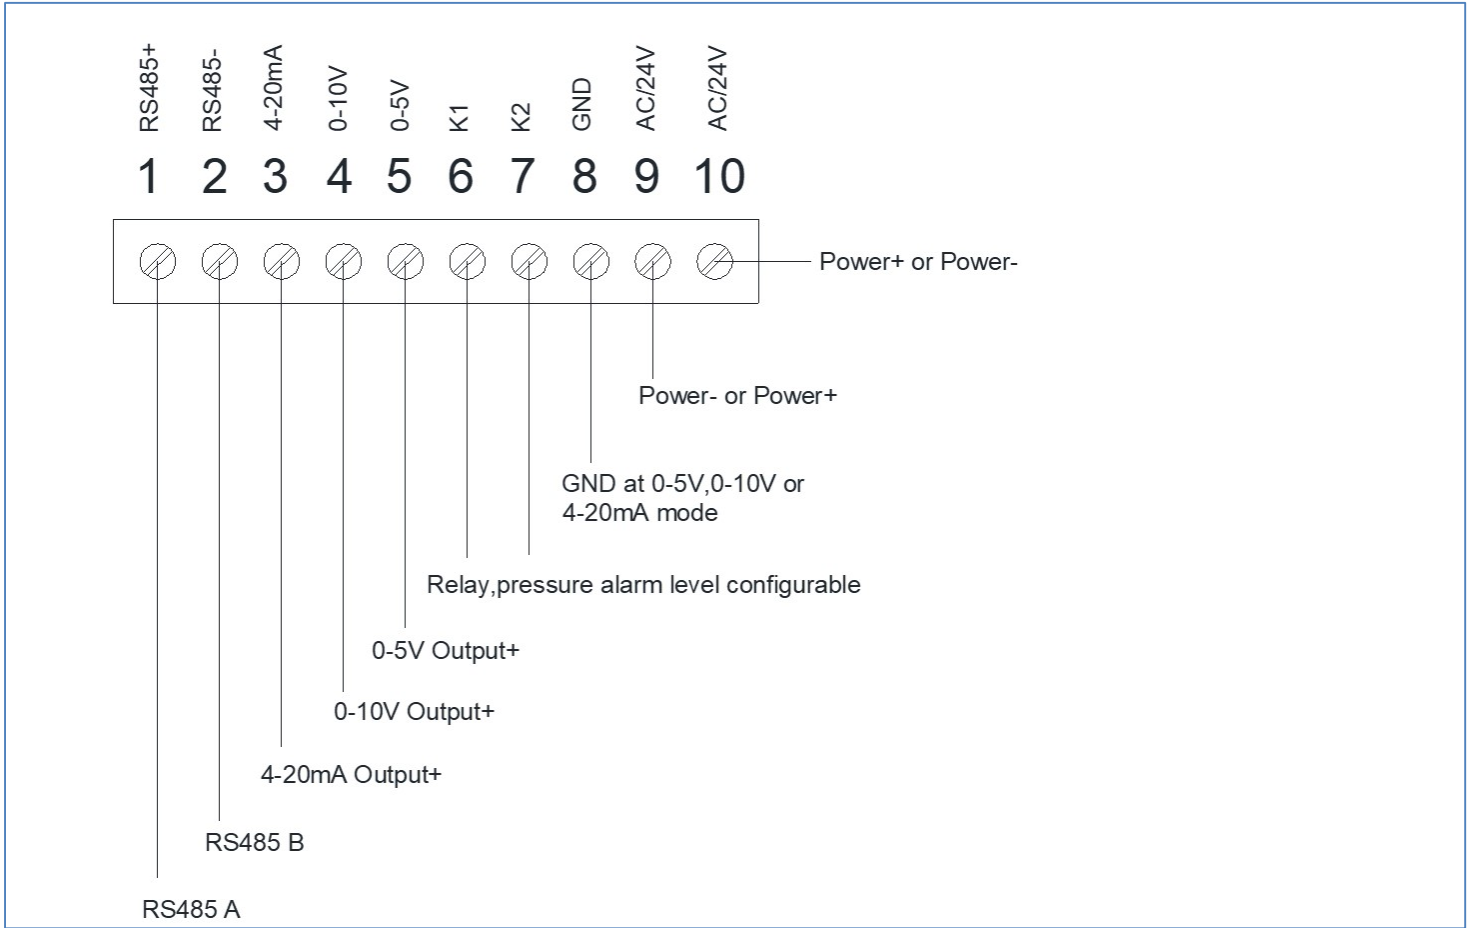 RS485+
RS485-
4-20mA
0-10V
0-5V
K1
K2
GND
AC/24V
AC/24V
1 2 3 4 5 6 7 8 9 10
Power+ or Power-
Power- or Power+
GND at 0-5V,0-10V or
4-20mA mode
Relay,pressure alarm level configurable
0-5V Output+
0-10V Output+
4-20mA Output+
RS485 B
RS485 A